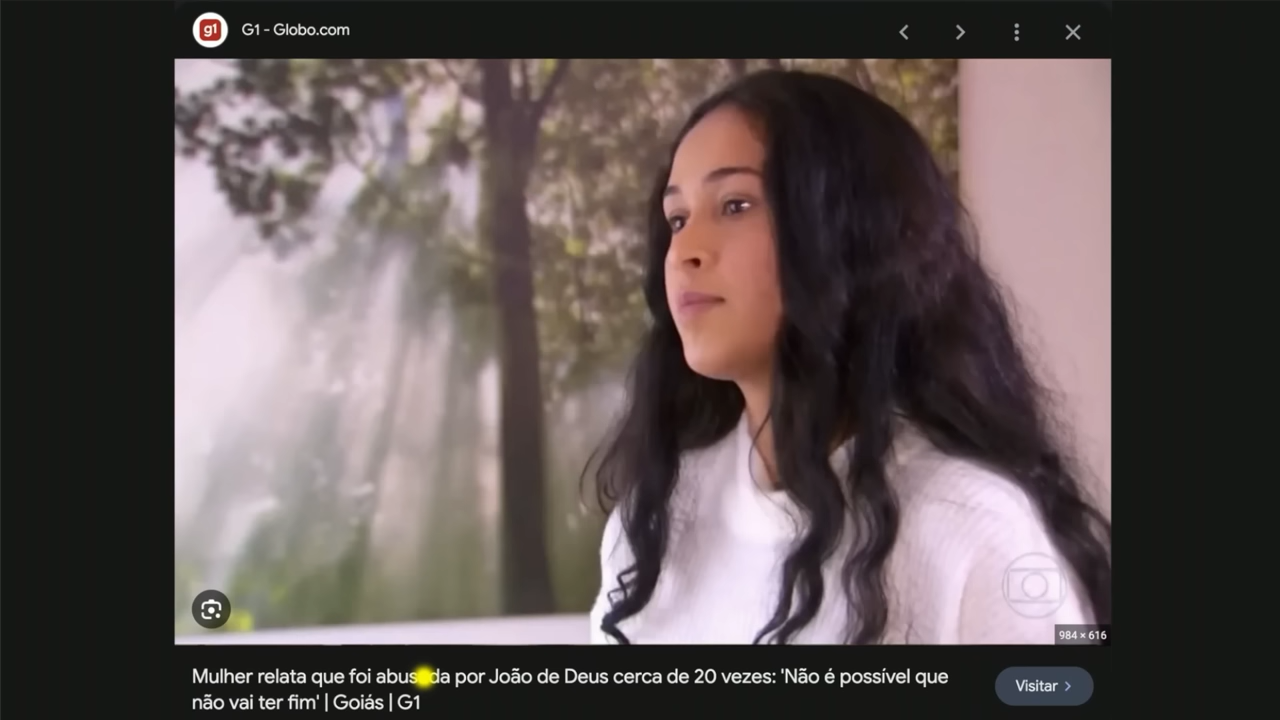 g1
G1 - Globo.com
984 × 616
Mulher relata que foi abusada por João de Deus cerca de 20 vezes: 'Não é possível que
não vai ter fim' | Goiás | G1
Visitar